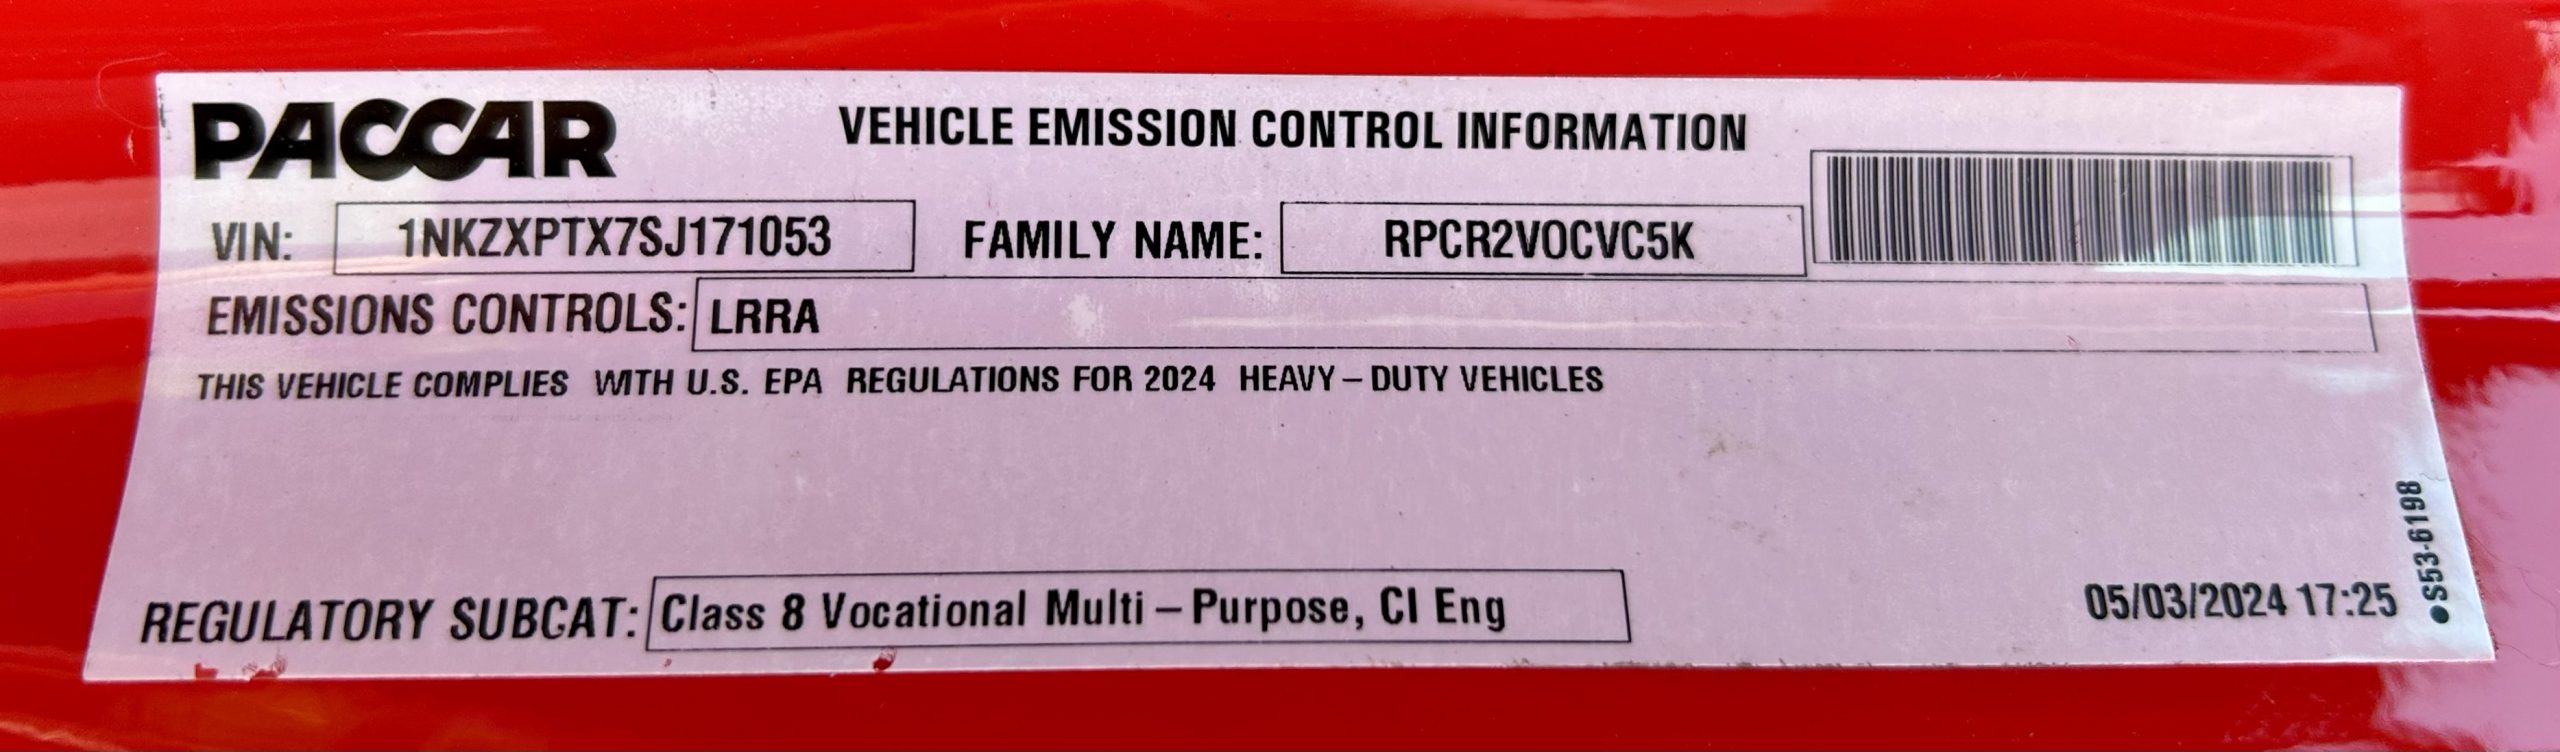 PACCAR
VEHICLE EMISSION CONTROL INFORMATION
VIN: 1NKZXPTX7SJ171053 FAMILY NAME: RPCR2VOCVC5K
EMISSIONS CONTROLS: LRRA
THIS VEHICLE COMPLIES WITH U.S. EPA REGULATIONS FOR 2024 HEAVY – DUTY VEHICLES
REGULATORY SUBCAT: Class 8 Vocational Multi – Purpose, CI Eng
05/03/2024 17:25
●S53-6198